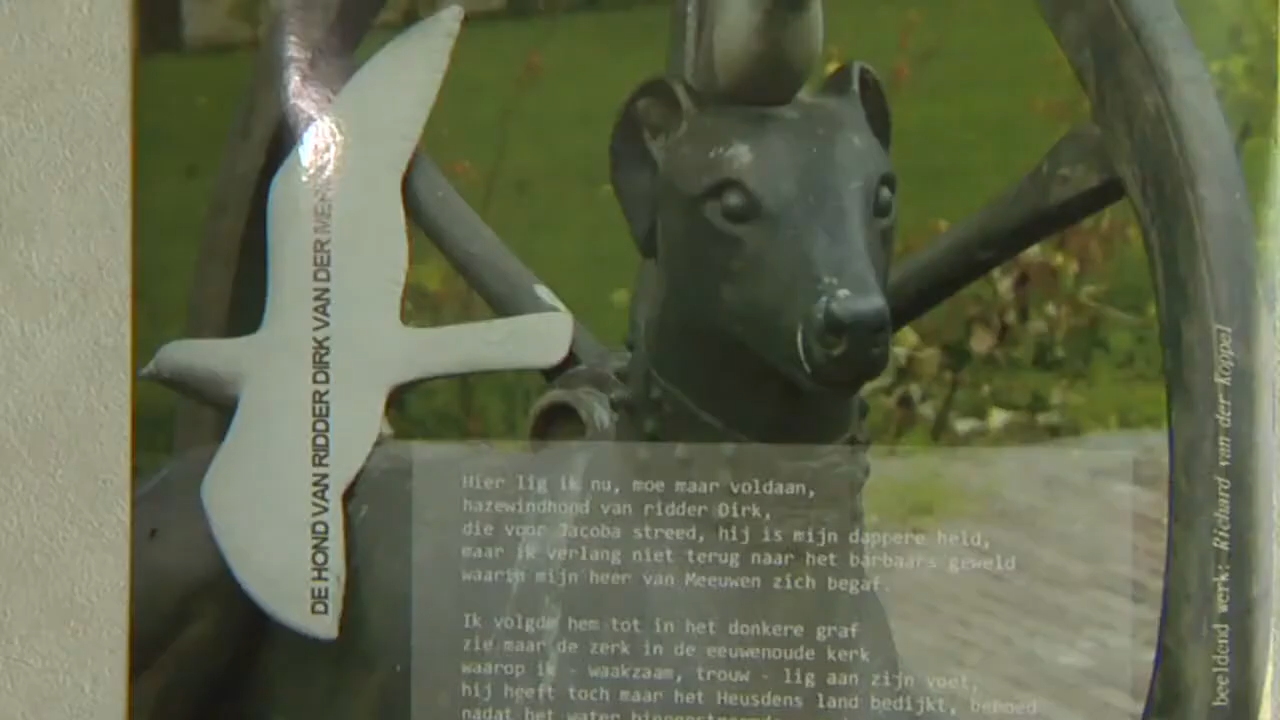 DE HOND VAN RIDDER DIRK VAN DER
Hier lig ik nu, moe maar voldaan,
hazewindhond van ridder Dirk,
die voor Jacoba streed, hij is mijn dappere held,
maar ik verlang niet terug naar het barbaars geweld
waarin mijn heer van Meeuwen zich begaf.
Ik volgde hem tot in het donkere graf
zie maar de zerk in de eeuwenoude kerk
waarop ik - waakzaam, trouw - lig aan zijn voet,
hij heeft toch maar het Heusdens land bedijkt, behoed
nadat het water
beeldend werk: Richard van der Koppel